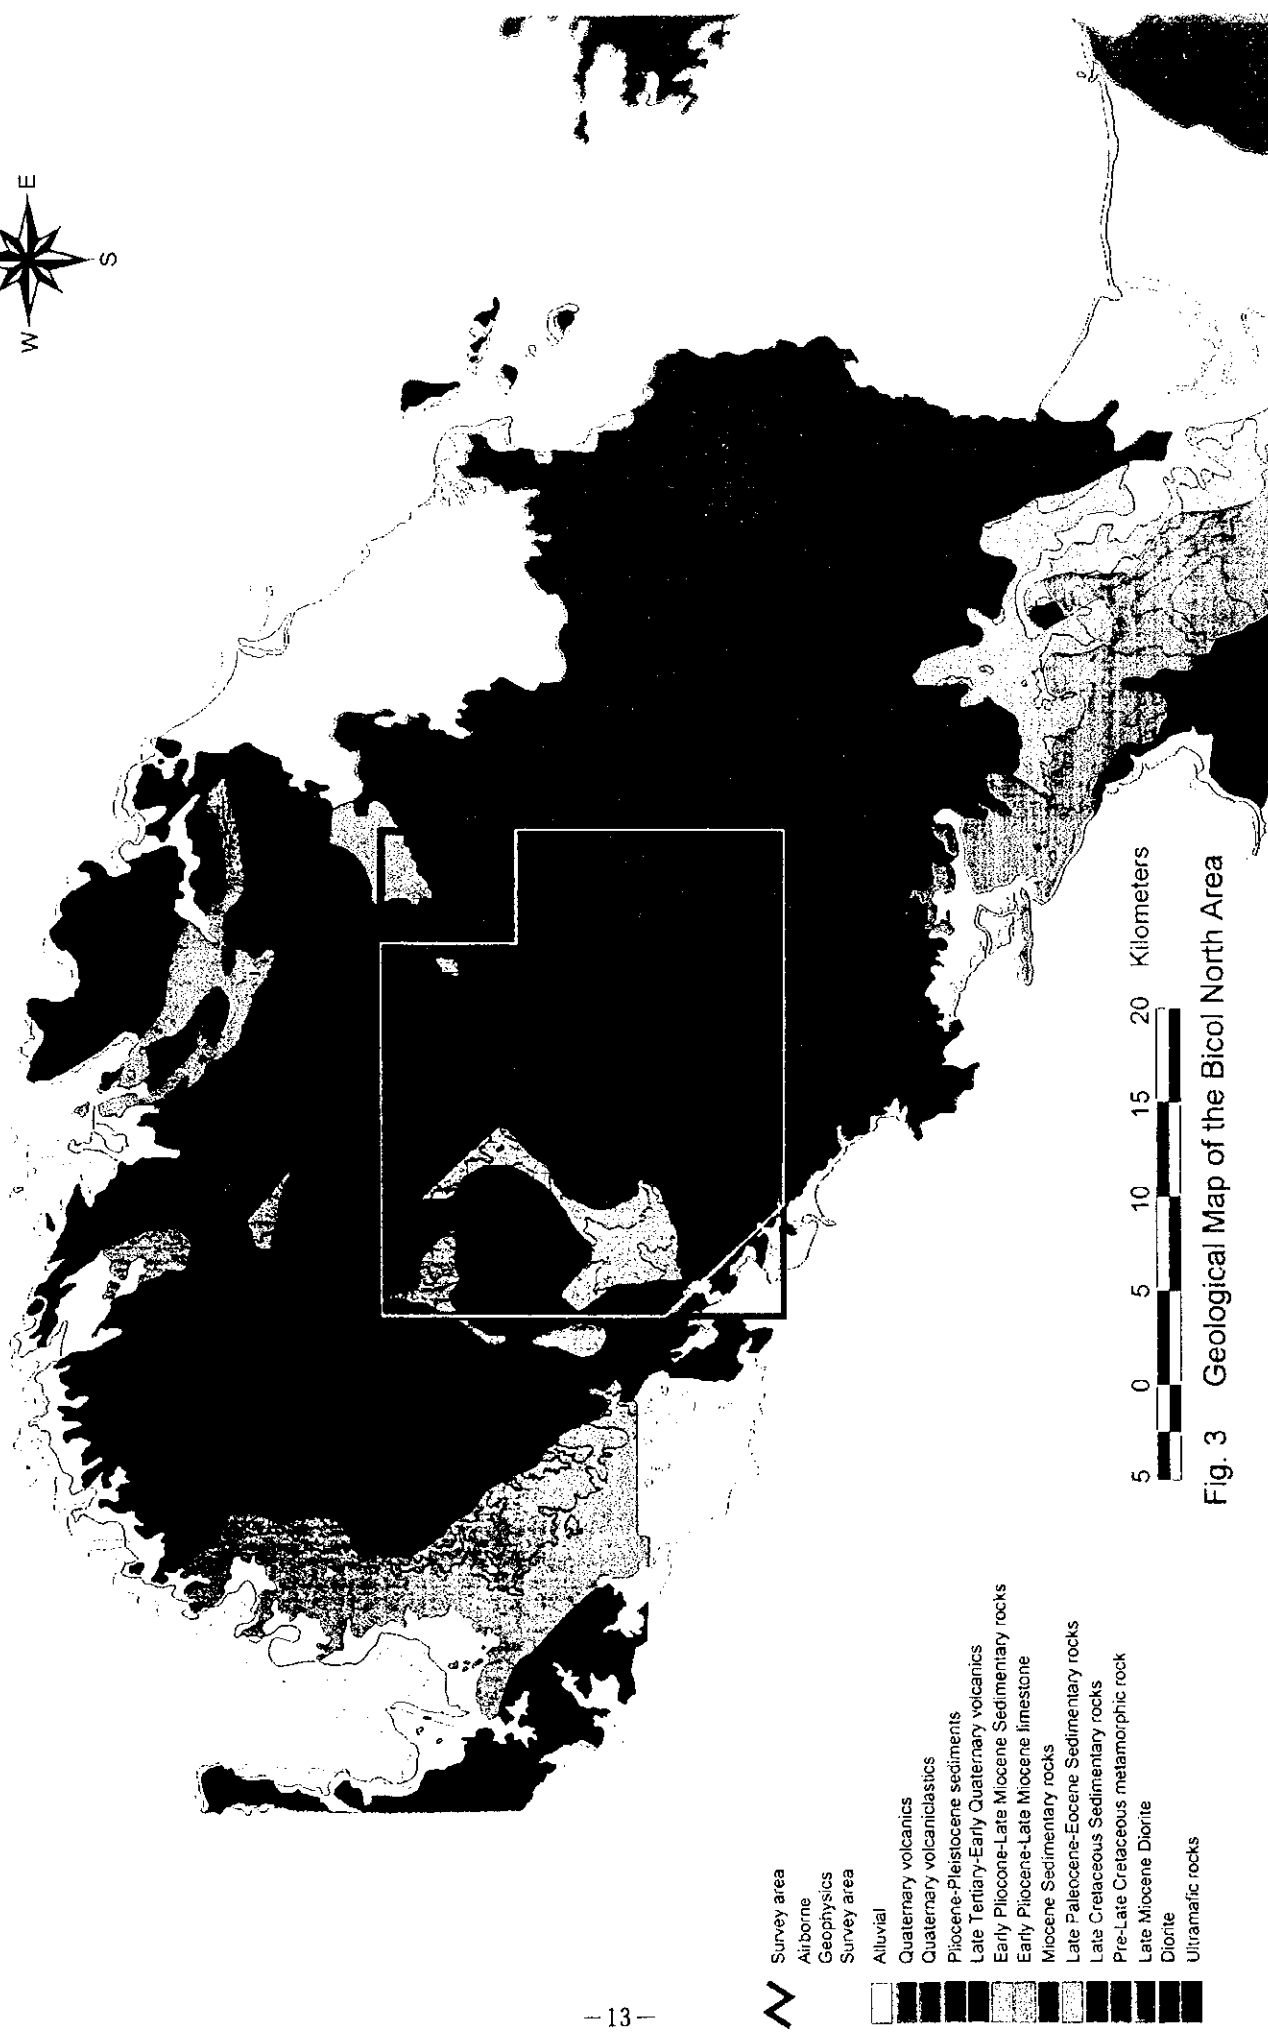 W
E
S
Survey area
Airborne
Geophysics
Survey area
Alluvial
Quaternary volcanics
Quaternary volcaniclastics
Pliocene-Pleistocene sediments
Late Tertiary-Early Quaternary volcanics
Early Pliocone-Late Miocene Sedimentary rocks
Early Pliocene-Late Miocene limestone
Miocene Sedimentary rocks
Late Paleocene-Eocene Sedimentary rocks
Late Cretaceous Sedimentary rocks
Pre-Late Cretaceous metamorphic rock
Late Miocene Diorite
Diorite
Ultramafic rocks
5 0 5 10 15 20 Kilometers
Fig. 3 Geological Map of the Bicol North Area
-13-